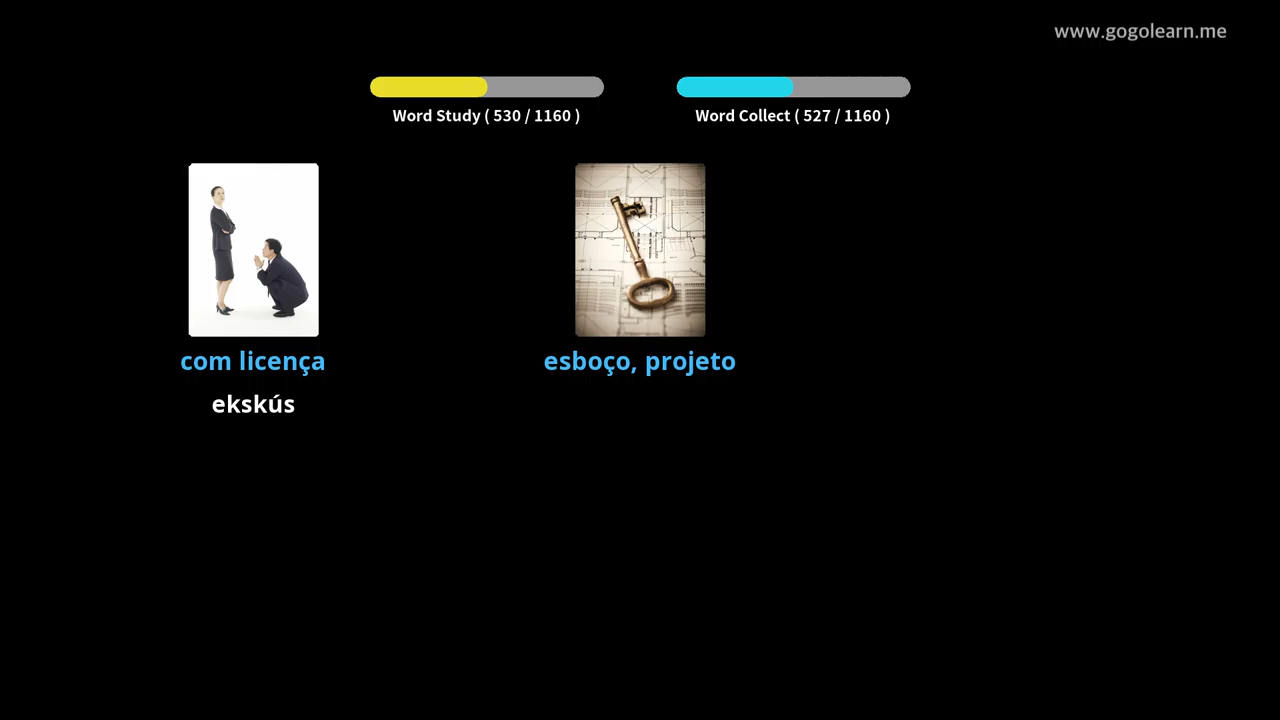 www.gogolearn.me
Word Study ( 530 / 1160 )
Word Collect ( 527 / 1160 )
com licença
ekskús
esboço, projeto